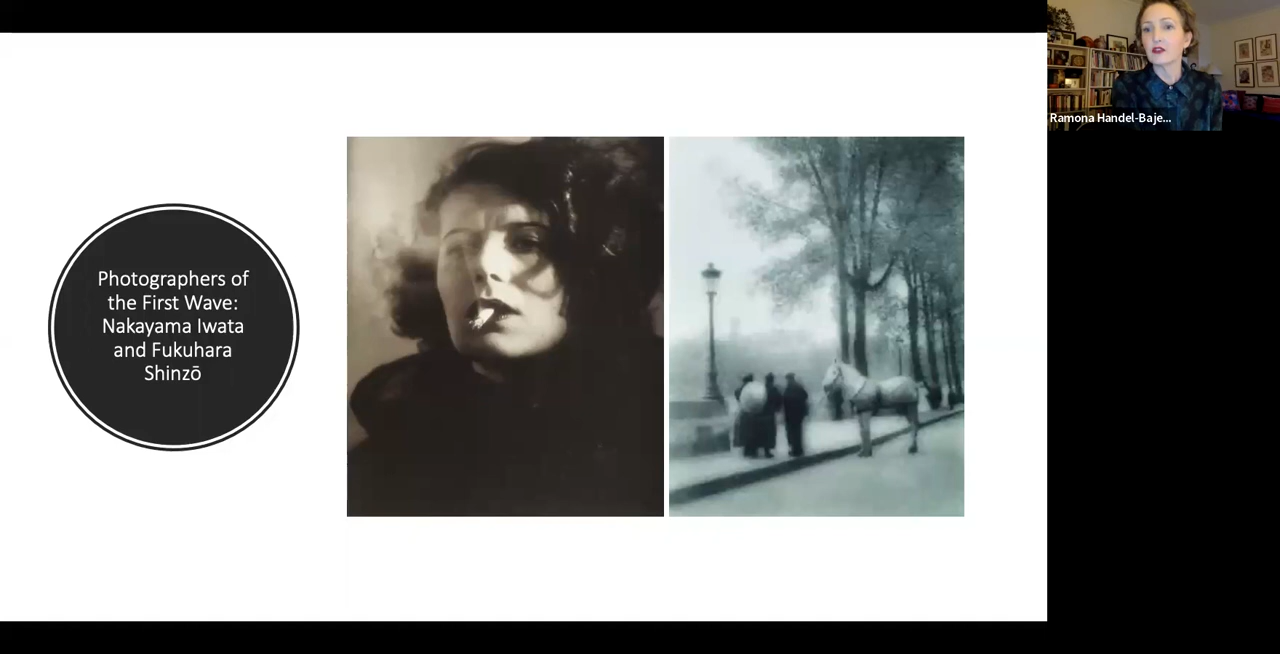 Photographers of
the First Wave:
Nakayama Iwata
and Fukuhara
Shinzō
Ramona Handel-Baje...